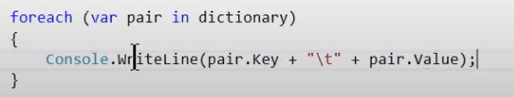 foreach (var pair in dictionary)
{
    Console.WriteLine(pair.Key + "\t" + pair.Value);
}